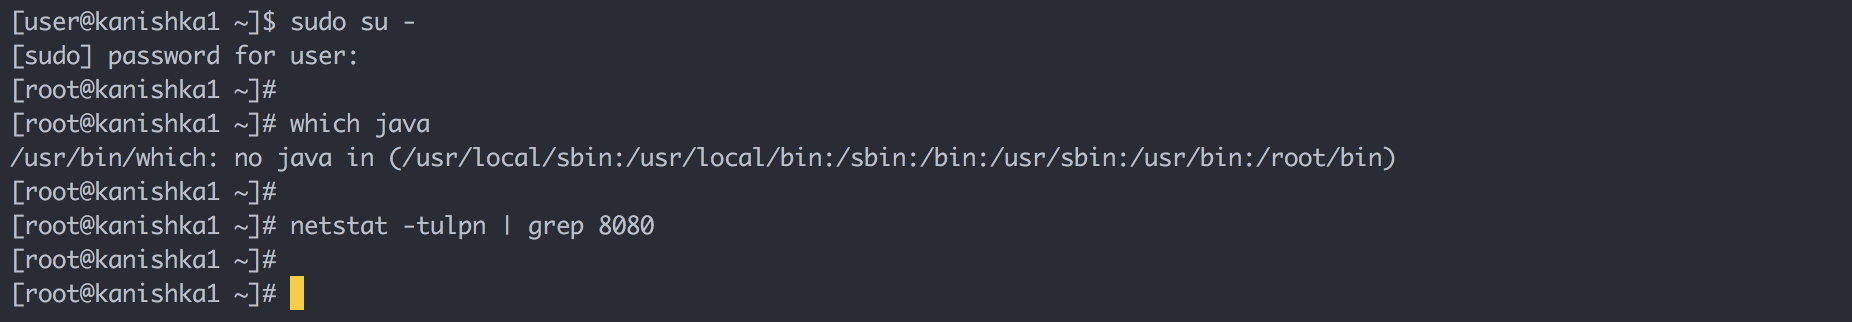 [user@kanishka1 ~]$ sudo su -
[sudo] password for user:
[root@kanishka1 ~]#
[root@kanishka1 ~]# which java
/usr/bin/which: no java in (/usr/local/sbin:/usr/local/bin:/sbin:/bin:/usr/sbin:/usr/bin:/root/bin)
[root@kanishka1 ~]#
[root@kanishka1 ~]# netstat -tulpn | grep 8080
[root@kanishka1 ~]#
[root@kanishka1 ~]#